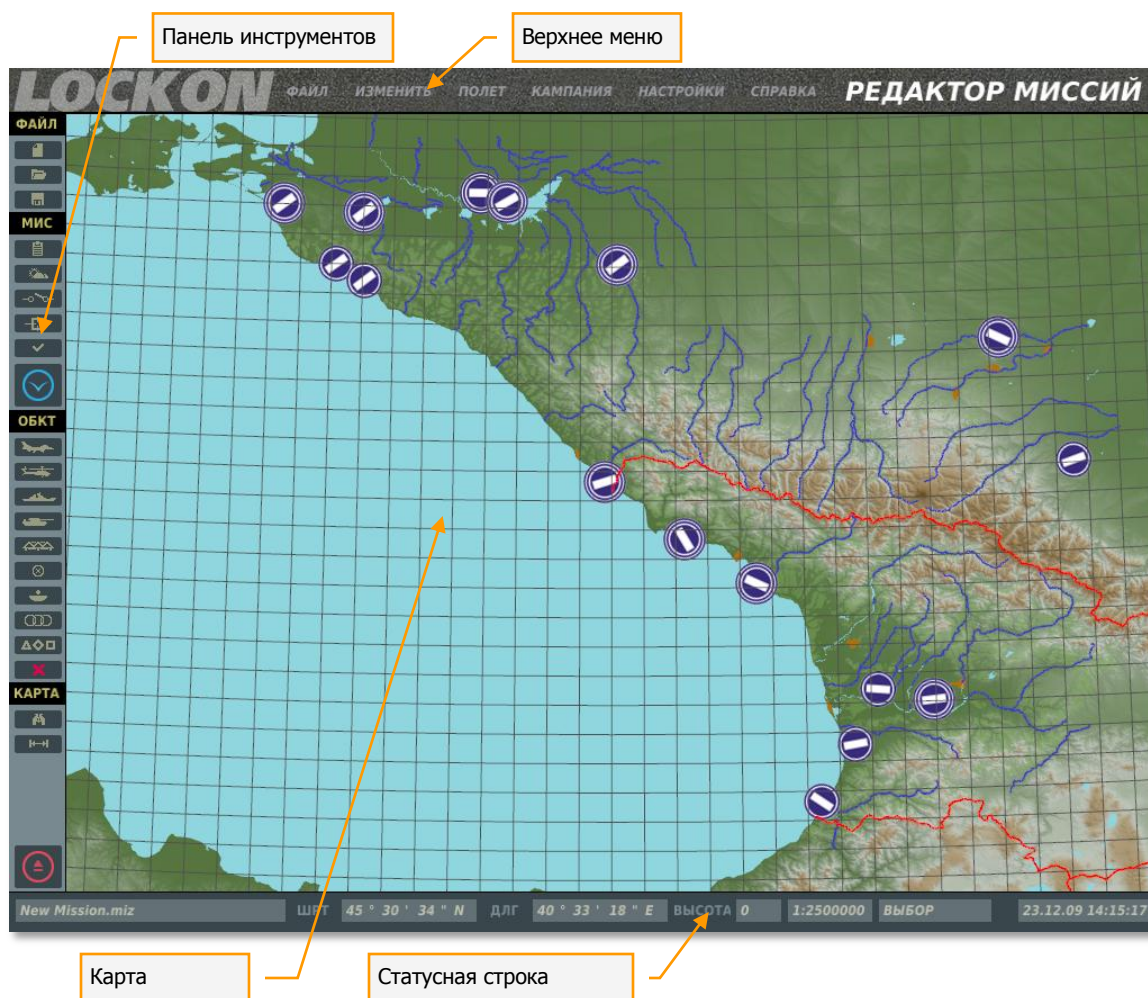 Панель инструментов
Верхнее меню
LOCKON
ФАЙЛ ИЗМЕНИТЬ ПОЛЕТ КАМПАНИЯ НАСТРОЙКИ СПРАВКА
РЕДАКТОР МИССИЙ
ФАЙЛ
МИС
ОБКТ
КАРТА
New Mission.miz ШРТ 45 ° 30 ' 34 " N ДЛГ 40 ° 33 ' 18 " E ВЫСОТА 0 1:2500000 ВЫБОР 23.12.09 14:15:17
Карта
Статусная строка